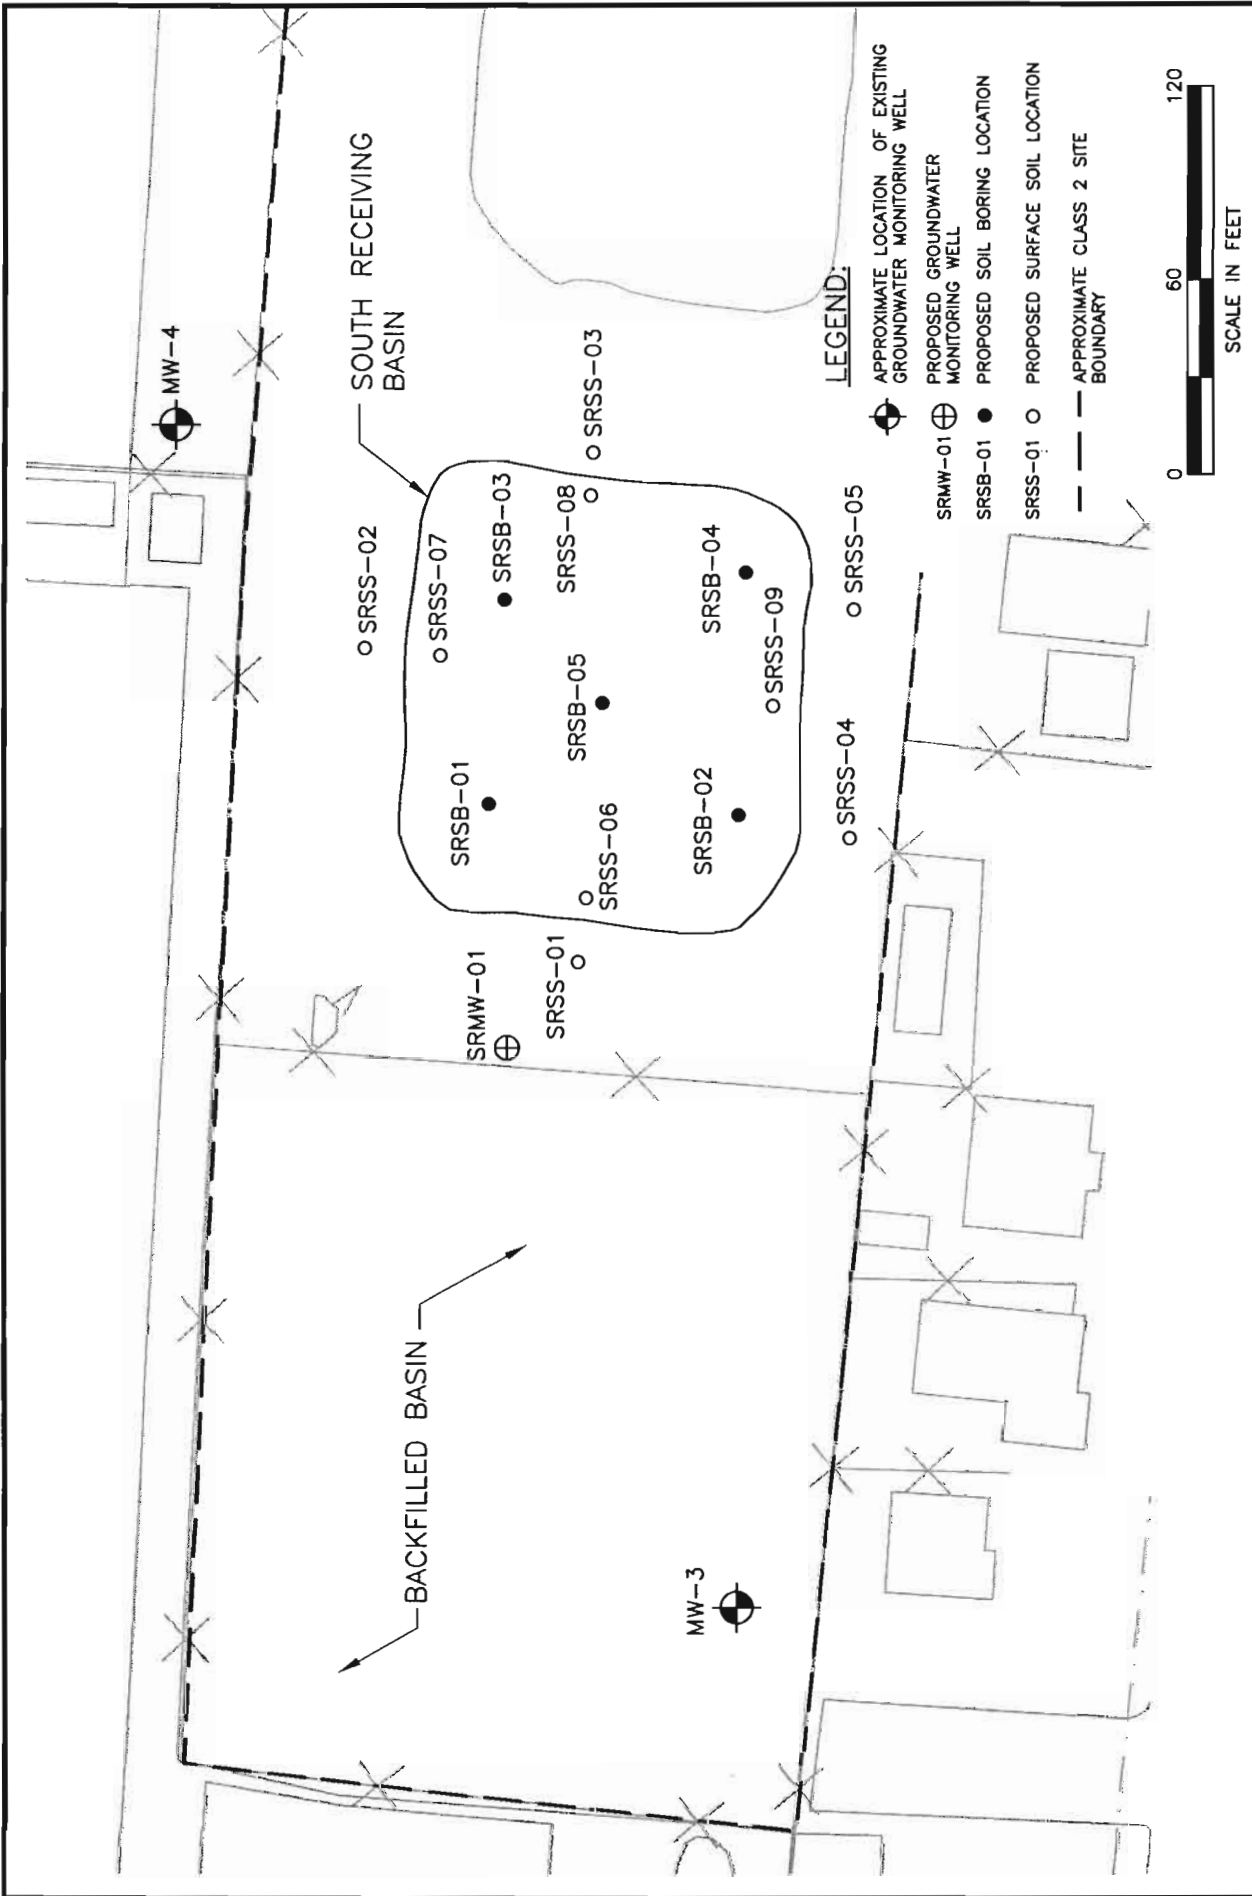 MW-4
SOUTH RECEIVING
BASIN
SRSS-02
SRSS-07
SRSB-03
SRSS-08
SRSS-03
SRSB-01
SRSB-05
SRSB-04
SRSS-09
SRSS-05
SRSS-06
SRSB-02
SRSS-04
SRMW-01
SRSS-01
BACKFILLED BASIN
MW-3
LEGEND:
APPROXIMATE LOCATION OF EXISTING
GROUNDWATER MONITORING WELL
SRMW-01 PROPOSED GROUNDWATER
MONITORING WELL
SRSB-01 PROPOSED SOIL BORING LOCATION
SRSS-01 PROPOSED SURFACE SOIL LOCATION
APPROXIMATE CLASS 2 SITE
BOUNDARY
0 60 120
SCALE IN FEET